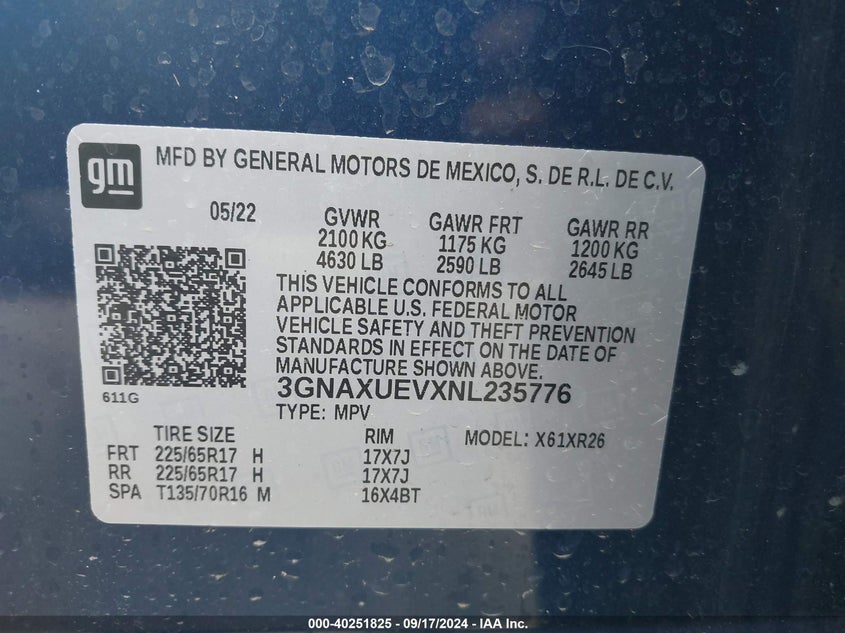 gm
MFD BY GENERAL MOTORS DE MEXICO, S. DE R.L. DE C.V.
05/22 GVWR GAWR FRT GAWR RR
2100 KG 1175 KG 1200 KG
4630 LB 2590 LB 2645 LB
THIS VEHICLE CONFORMS TO ALL
APPLICABLE U.S. FEDERAL MOTOR
VEHICLE SAFETY AND THEFT PREVENTION
STANDARDS IN EFFECT ON THE DATE OF
MANUFACTURE SHOWN ABOVE.
611G 3GNAXUEVXNL235776
TYPE: MPV
TIRE SIZE RIM MODEL: X61XR26
FRT 225/65R17 H 17X7J
RR 225/65R17 H 17X7J
SPA T135/70R16 M 16X4BT
000-40251825 - 09/17/2024 - IAA Inc.